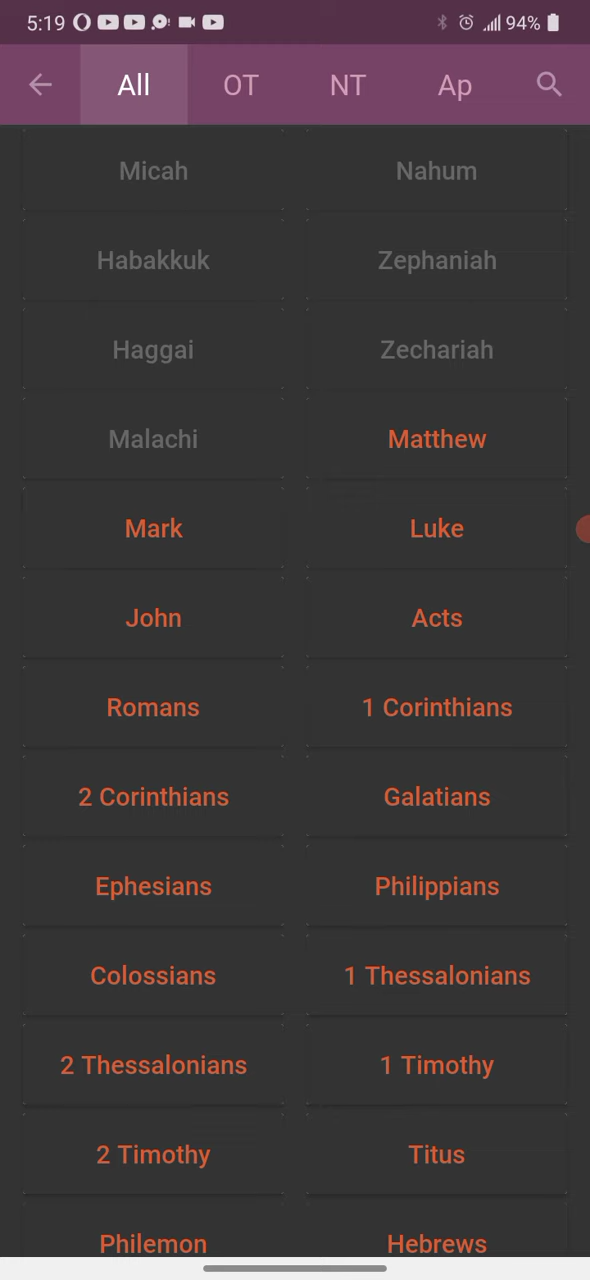 5:19 94%
All OT NT Ap
Micah Nahum
Habakkuk Zephaniah
Haggai Zechariah
Malachi Matthew
Mark Luke
John Acts
Romans 1 Corinthians
2 Corinthians Galatians
Ephesians Philippians
Colossians 1 Thessalonians
2 Thessalonians 1 Timothy
2 Timothy Titus
Philemon Hebrews